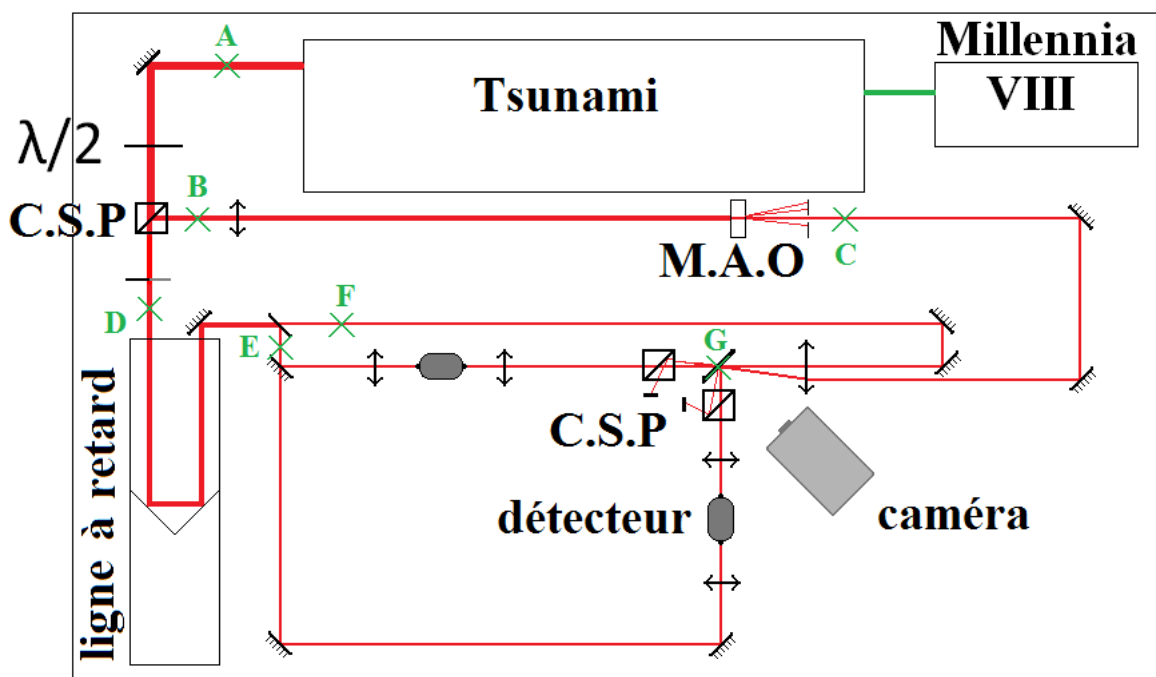 A
Tsunami
Millennia
VIII
λ/2
C.S.P
B
M.A.O
C
D
F
E
G
C.S.P
détecteur
caméra
ligne à retard